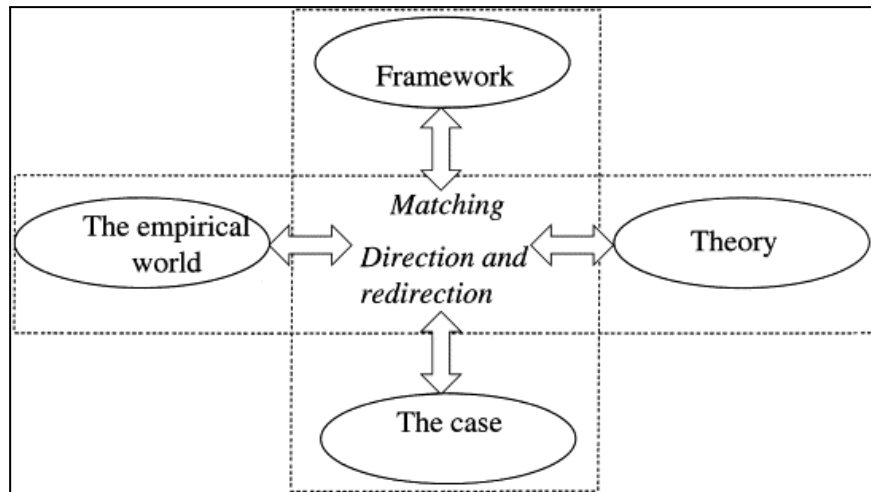 Framework
Matching
The empirical
world
Direction and
redirection
Theory
The case